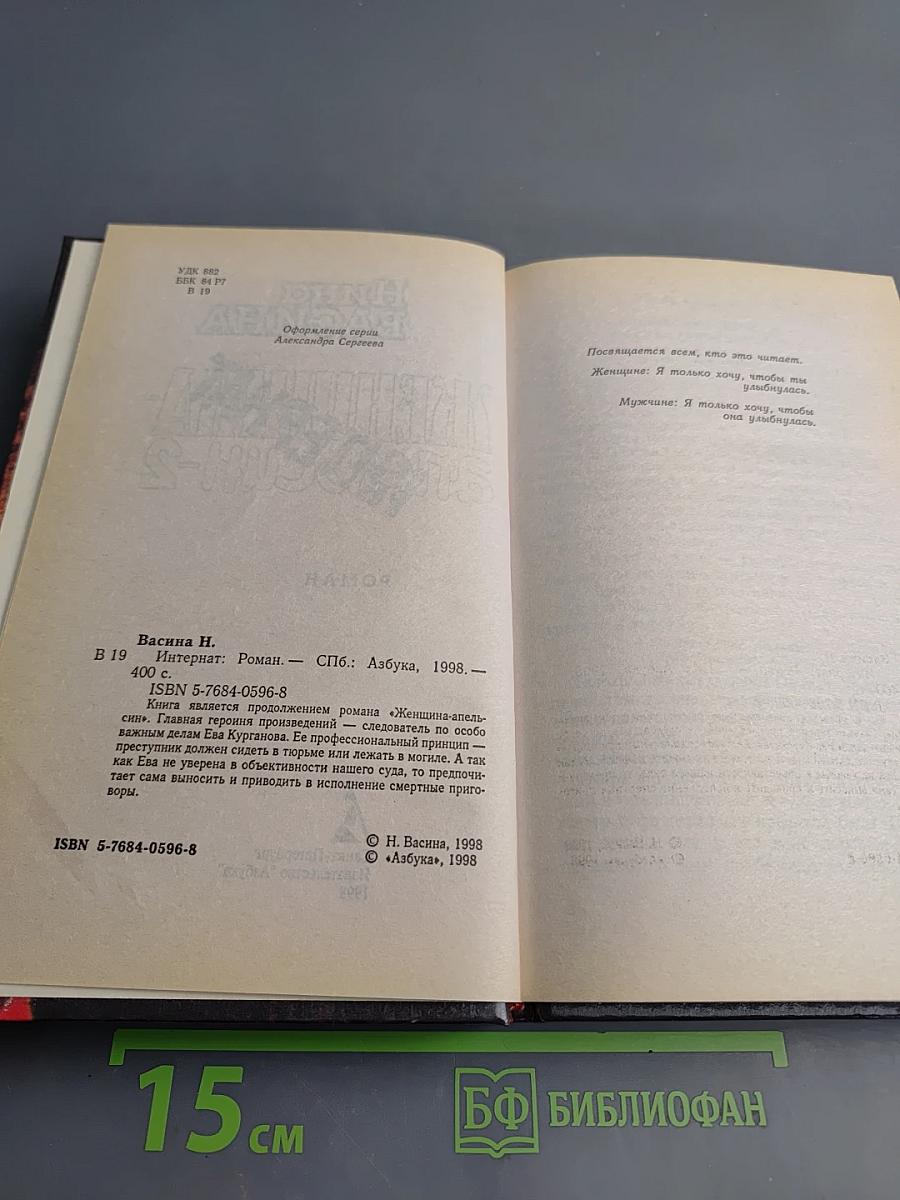 УДК 882
ББК 84 Р7
В 19
Оформление серии
Александра Сергеева
Васина Н.
В 19 Интернат: Роман. — СПб.: Азбука, 1998. —
400 с.
ISBN 5-7684-0596-8
Книга является продолжением романа «Женщина-апель-
син». Главная героиня произведений — следователь по особо
важным делам Ева Курганова. Ее профессиональный принцип —
преступник должен сидеть в тюрьме или лежать в могиле. А так
как Ева не уверена в объективности нашего суда, то предпочи-
тает сама выносить и приводить в исполнение смертные приго-
воры.
ISBN 5-7684-0596-8
© Н. Васина, 1998
© «Азбука», 1998
Посвящается всем, кто это читает.
Женщине: Я только хочу, чтобы ты
улыбнулась.
Мужчине: Я только хочу, чтобы
она улыбнулась.
15 см
БФ БИБЛИОФАН